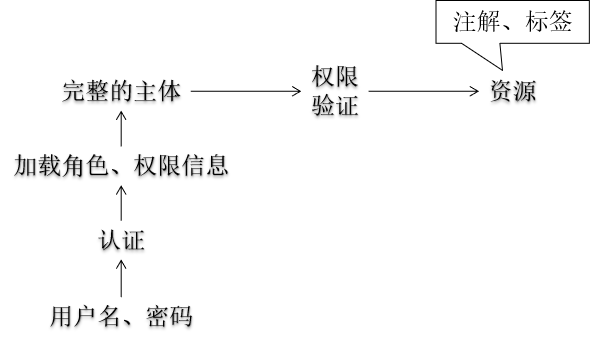 注解、标签
完整的主体
权限
验证
资源
加载角色、权限信息
认证
用户名、密码